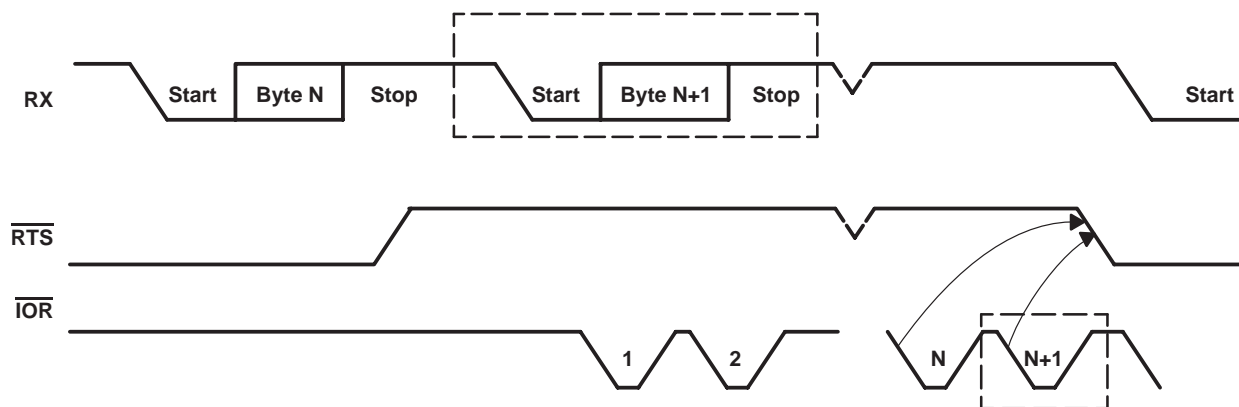 RX
Start
Byte N
Stop
Start
Byte N+1
Stop
Start
RTS
IOR
1
2
N
N+1